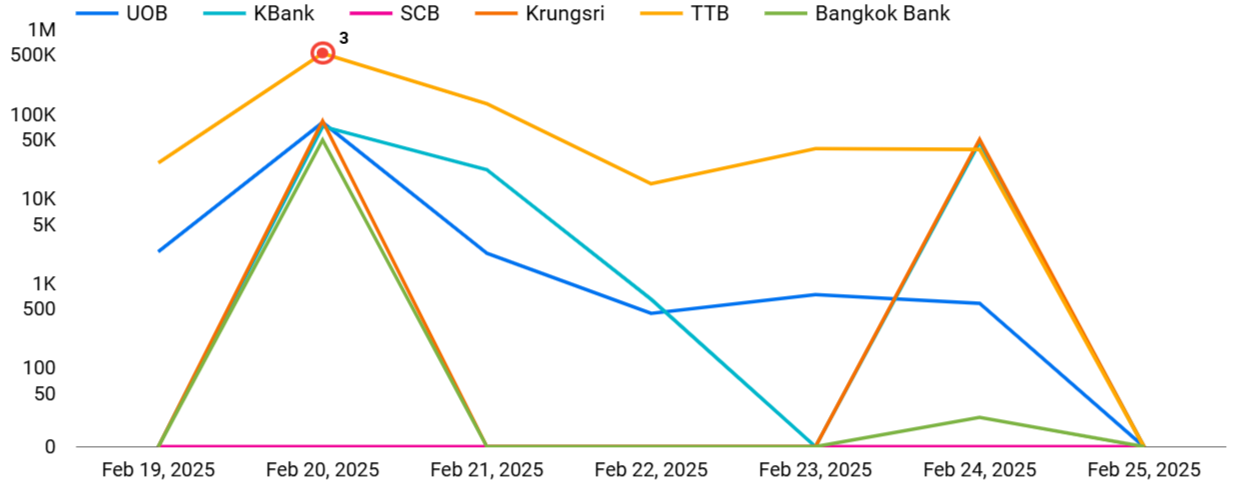 UOB KBank SCB Krungsri TTB Bangkok Bank
1M
3
500K
100K
50K
10K
5K
1K
500
100
50
0
Feb 19, 2025 Feb 20, 2025 Feb 21, 2025 Feb 22, 2025 Feb 23, 2025 Feb 24, 2025 Feb 25, 2025